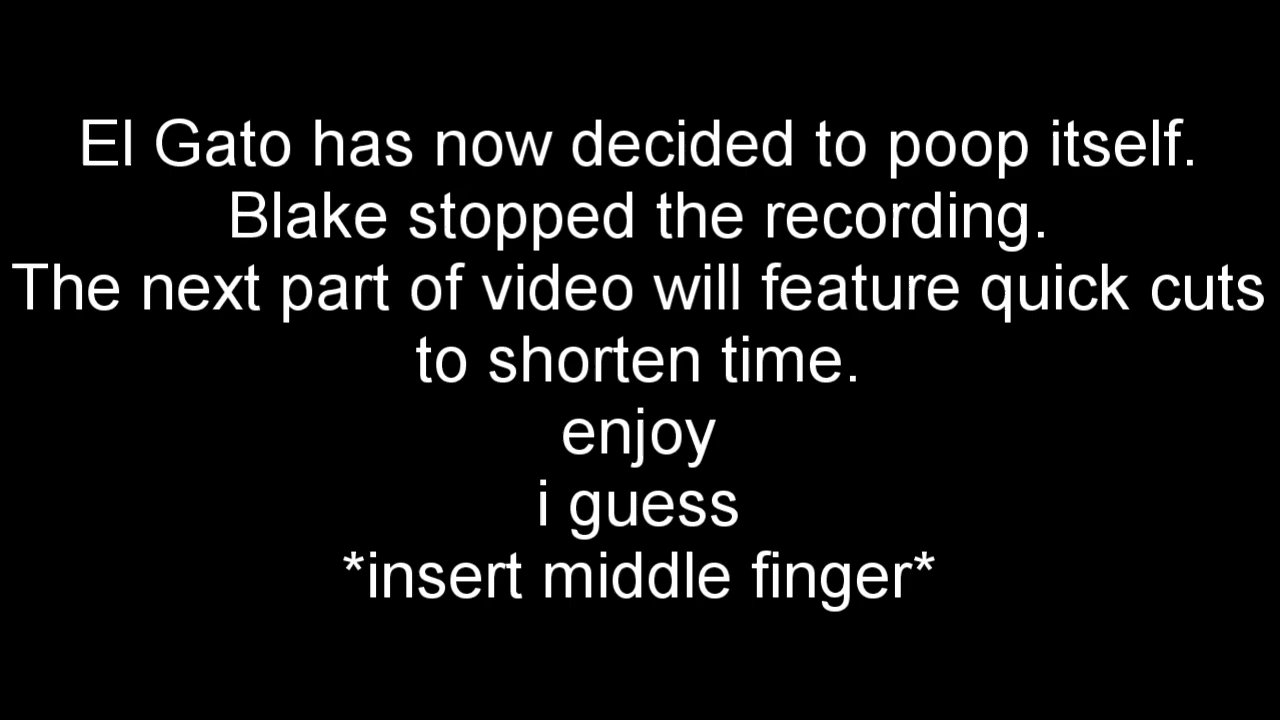 El Gato has now decided to poop itself.
Blake stopped the recording.
The next part of video will feature quick cuts
to shorten time.
enjoy
i guess
*insert middle finger*